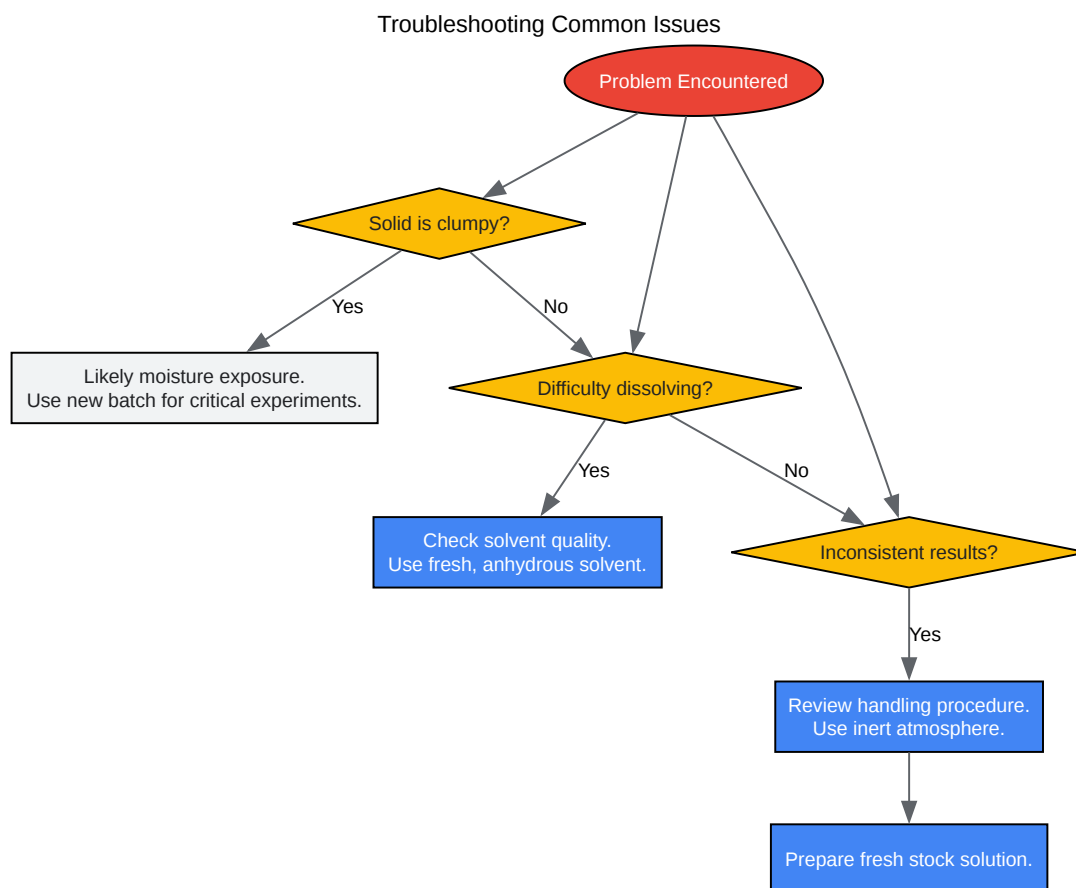 Troubleshooting Common Issues
Problem Encountered
Solid is clumpy?
Yes
No
Likely moisture exposure.
Use new batch for critical experiments.
Difficulty dissolving?
Yes
No
Check solvent quality.
Use fresh, anhydrous solvent.
Inconsistent results?
Yes
Review handling procedure.
Use inert atmosphere.
Prepare fresh stock solution.